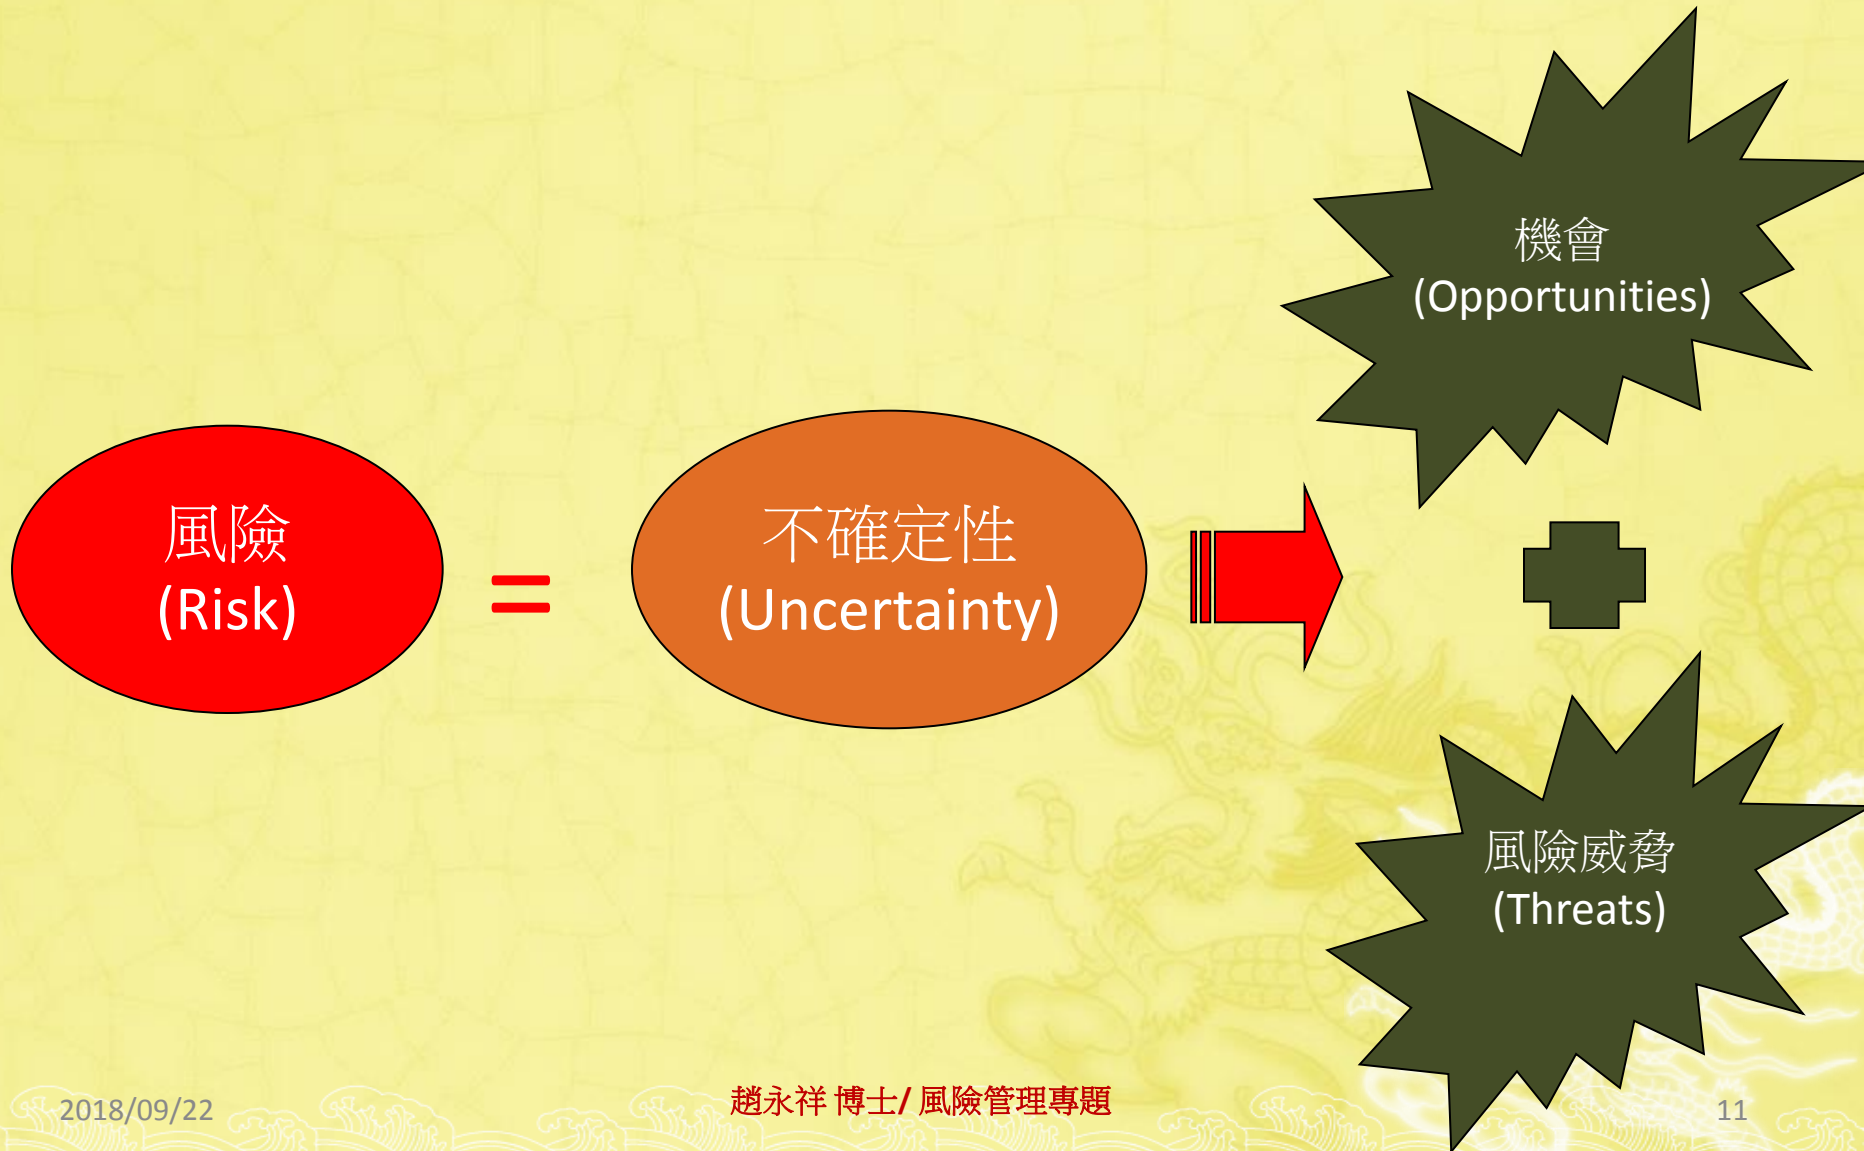 機會
(Opportunities)
風險
(Risk)
=
不確定性
(Uncertainty)
風險威脅
(Threats)
2018/09/22
趙永祥 博士/ 風險管理專題
11